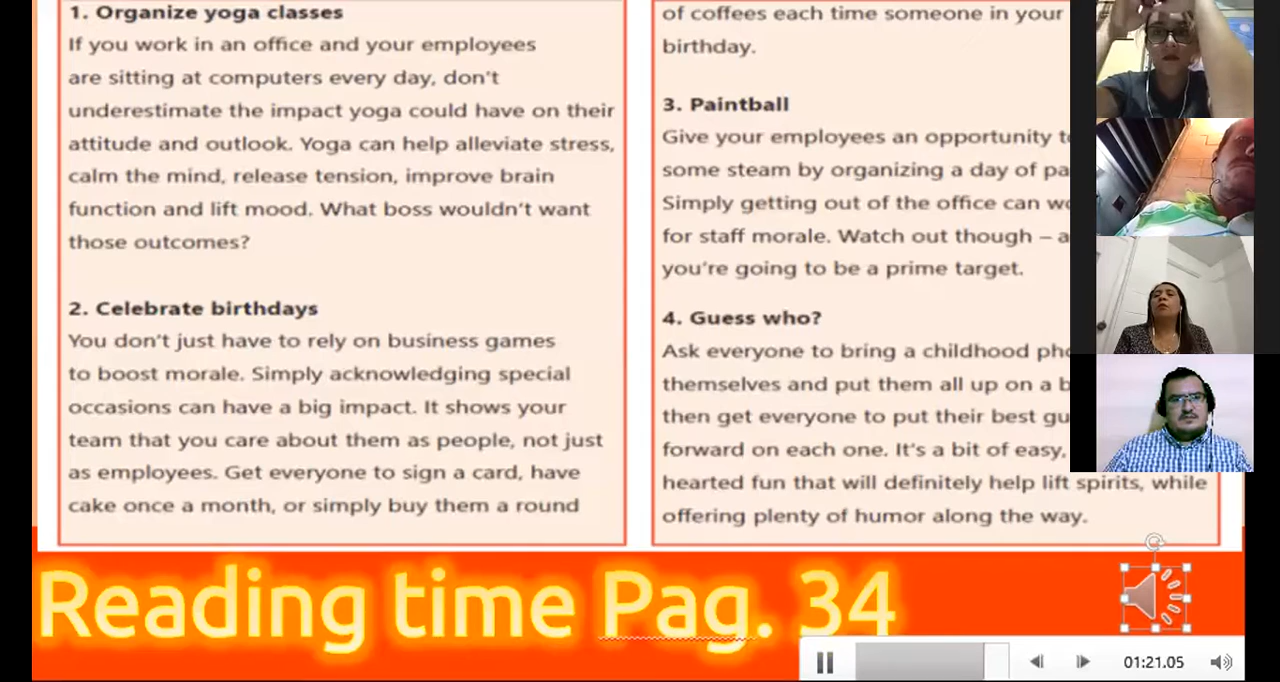 1. Organize yoga classes
If you work in an office and your employees
are sitting at computers every day, don't
underestimate the impact yoga could have on their
attitude and outlook. Yoga can help alleviate stress,
calm the mind, release tension, improve brain
function and lift mood. What boss wouldn't want
those outcomes?
2. Celebrate birthdays
You don't just have to rely on business games
to boost morale. Simply acknowledging special
occasions can have a big impact. It shows your
team that you care about them as people, not just
as employees. Get everyone to sign a card, have
cake once a month, or simply buy them a round
of coffees each time someone in your
birthday.
3. Paintball
Give your employees an opportunity
some steam by organizing a day of
Simply getting out of the office can
for staff morale. Watch out though –
you're going to be a prime target.
4. Guess who?
Ask everyone to bring a childhood
themselves and put them all up on a
then get everyone to put their best
forward on each one. It's a bit of easy,
hearted fun that will definitely help lift spirits, while
offering plenty of humor along the way.
Reading time Pag. 34
01:21.05